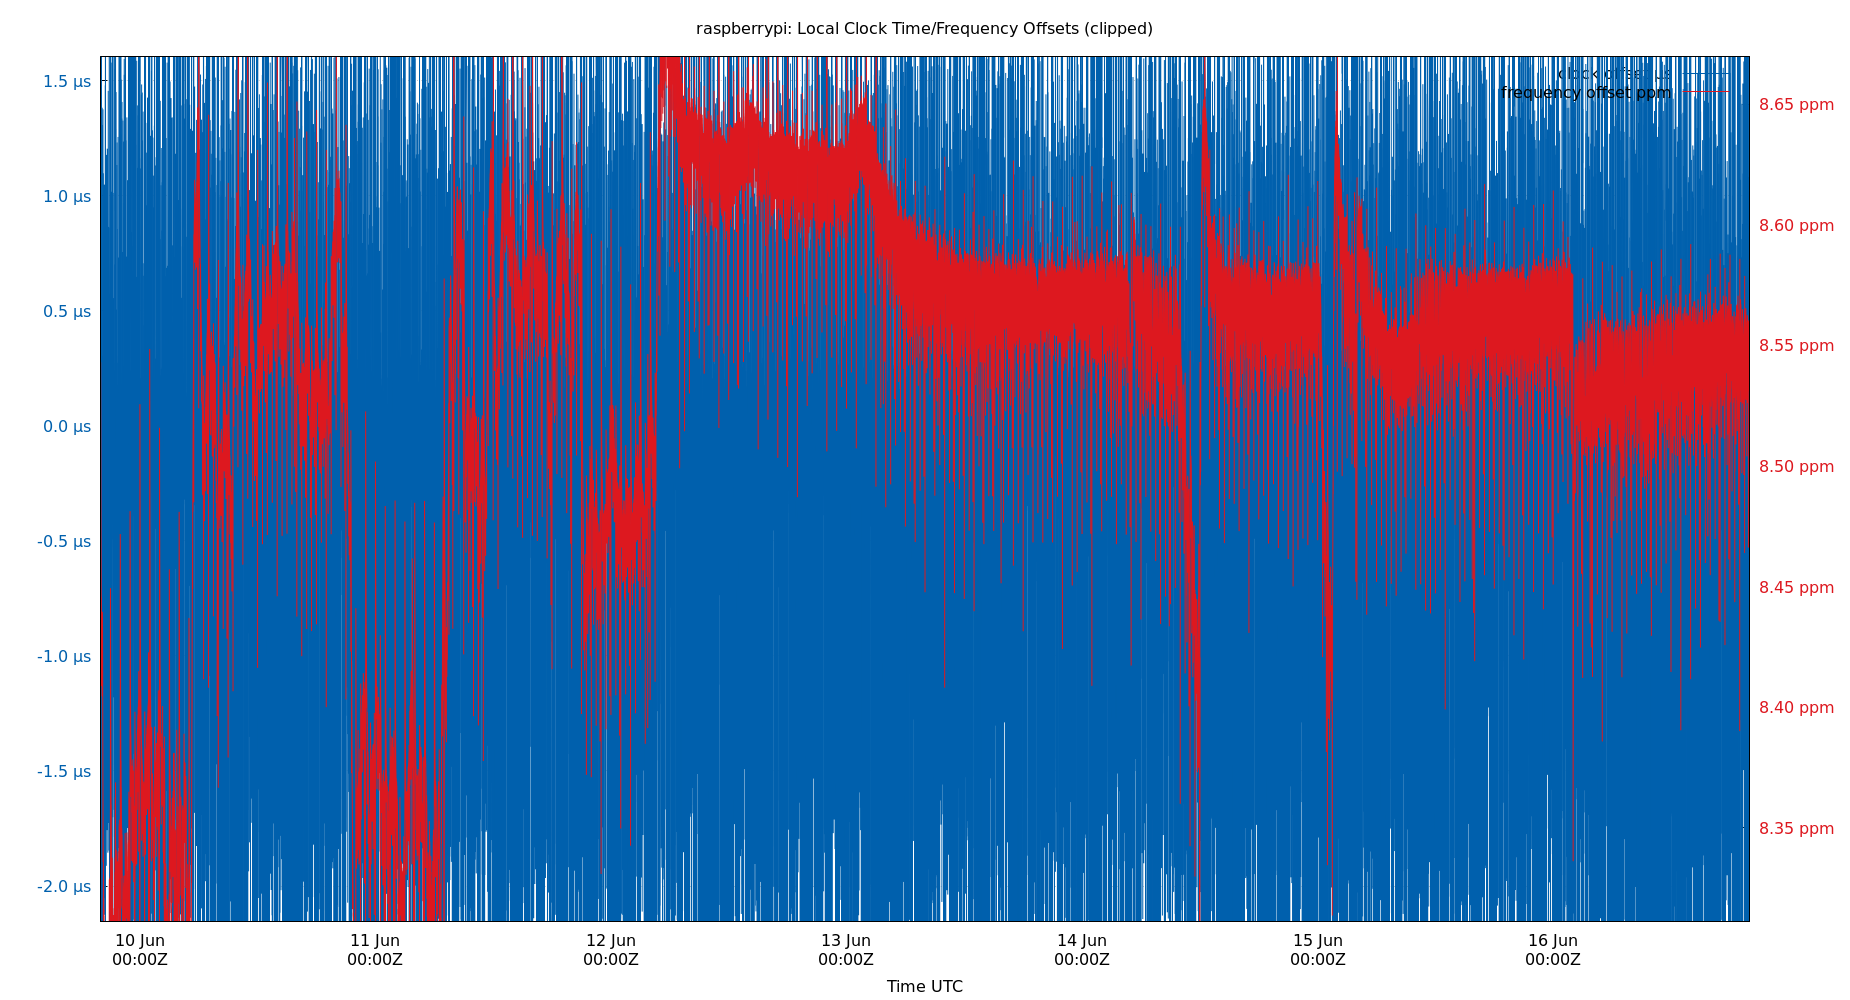 raspberrypi: Local Clock Time/Frequency Offsets (clipped)
clock offset µs
frequency offset ppm
1.5 µs
1.0 µs
0.5 µs
0.0 µs
-0.5 µs
-1.0 µs
-1.5 µs
-2.0 µs
8.65 ppm
8.60 ppm
8.55 ppm
8.50 ppm
8.45 ppm
8.40 ppm
8.35 ppm
10 Jun 11 Jun 12 Jun 13 Jun 14 Jun 15 Jun 16 Jun
00:00Z 00:00Z 00:00Z 00:00Z 00:00Z 00:00Z 00:00Z
Time UTC